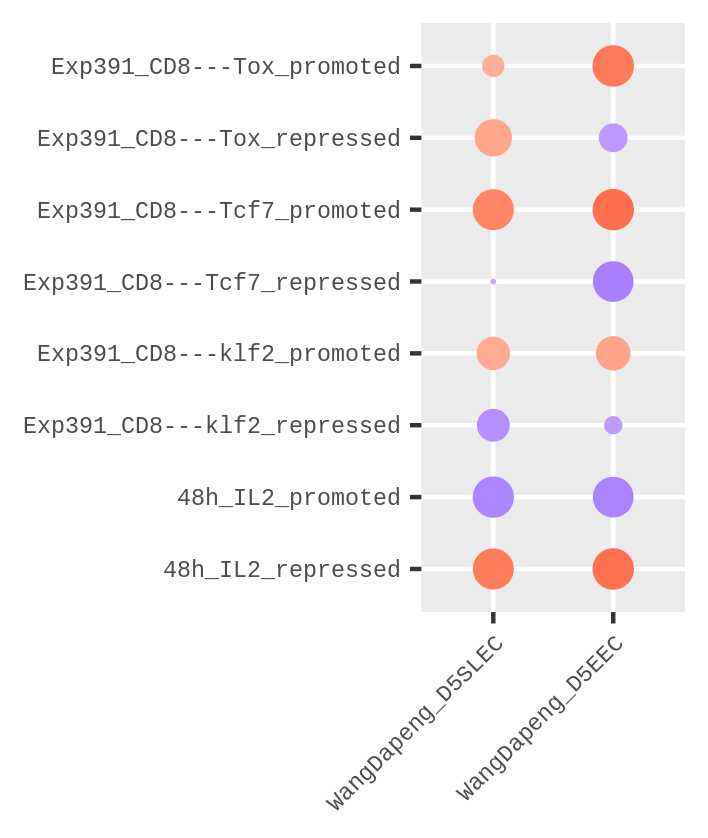 Exp391_CD8---Tox_promoted
Exp391_CD8---Tox_repressed
Exp391_CD8---Tcf7_promoted
Exp391_CD8---Tcf7_repressed
Exp391_CD8---klf2_promoted
Exp391_CD8---klf2_repressed
48h_IL2_promoted
48h_IL2_repressed
WangDapeng_D5SLEC
WangDapeng_D5EEC